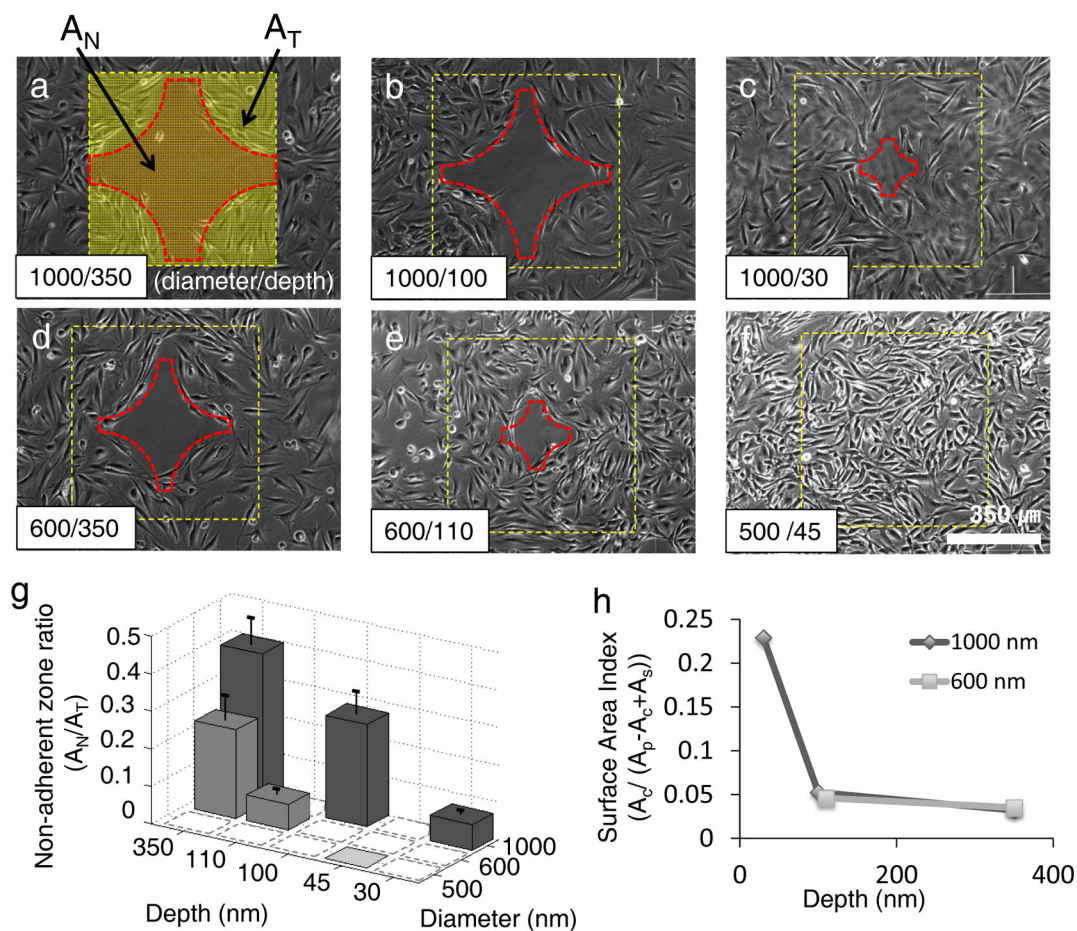 A_N
A_T
a
b
c
1000/350
(diameter/depth)
1000/100
1000/30
d
e
f
600/350
600/110
500 /45
350 ㎛
g
Non-adherent zone ratio
(A_N/A_T)
0.5
0.4
0.3
0.2
0.1
0
350
110
100
45
30
Depth (nm)
500
600
1000
Diameter (nm)
h
Surface Area Index
(A_c/ (A_p-A_c+A_s))
0.25
0.2
0.15
0.1
0.05
0
0
200
400
Depth (nm)
1000 nm
600 nm